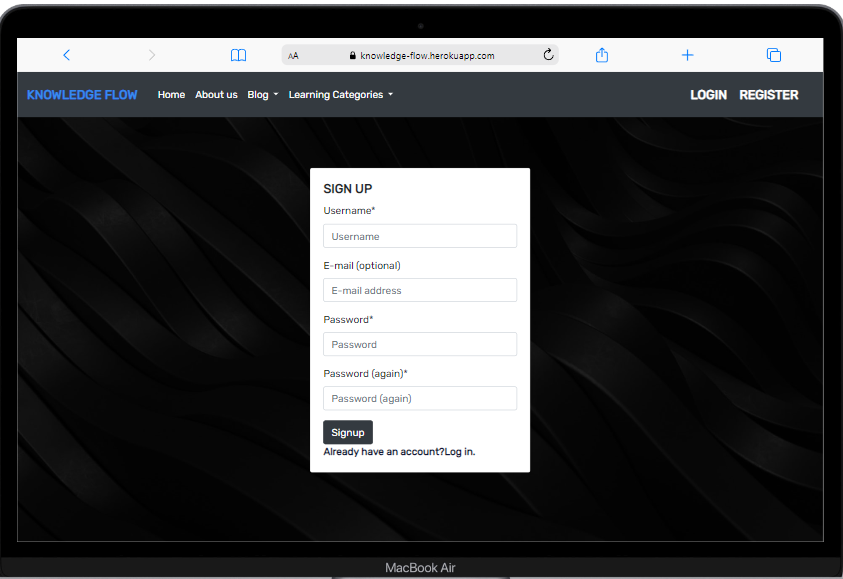 AA knowledge-flow.herokuapp.com
KNOWLEDGE FLOW Home About us Blog Learning Categories LOGIN REGISTER
SIGN UP
Username*
Username
E-mail (optional)
E-mail address
Password*
Password
Password (again)*
Password (again)
Signup
Already have an account?Log in.
MacBook Air